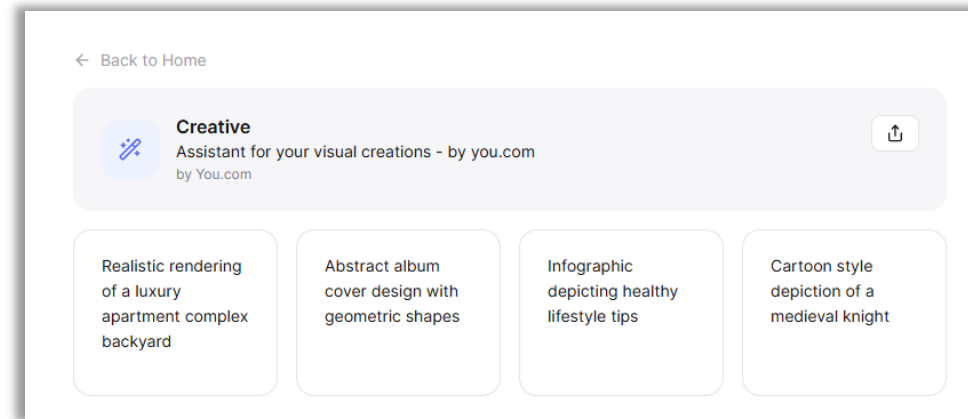 Back to Home
Creative
Assistant for your visual creations - by you.com
by You.com
Realistic rendering
of a luxury
apartment complex
backyard
Abstract album
cover design with
geometric shapes
Infographic
depicting healthy
lifestyle tips
Cartoon style
depiction of a
medieval knight